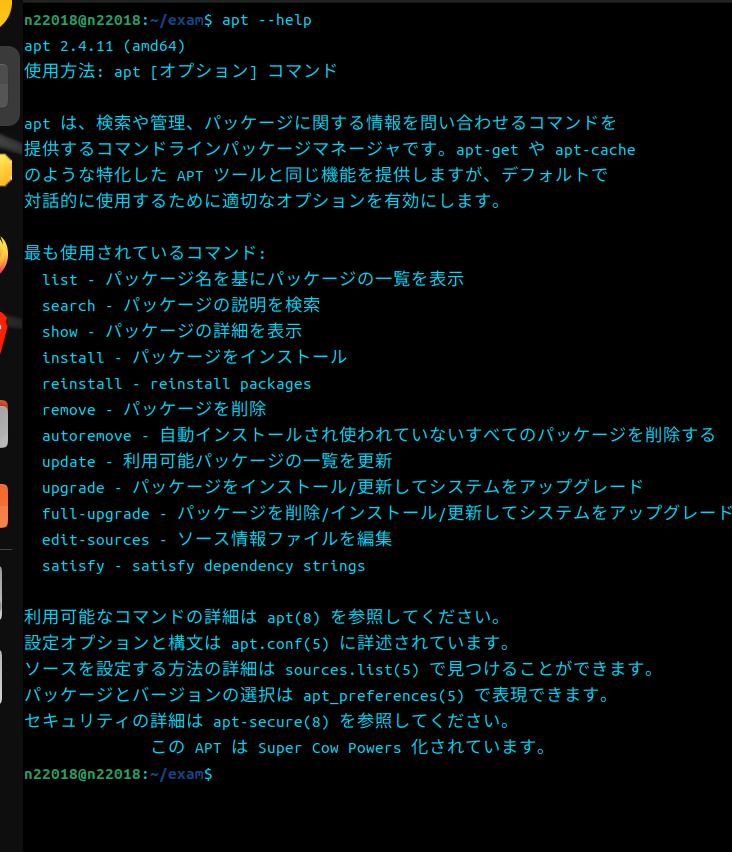 n22018@n22018:~/exam$ apt --help
apt 2.4.11 (amd64)
使用方法: apt [オプション] コマンド
apt は、検索や管理、パッケージに関する情報を問い合わせるコマンドを
提供するコマンドラインパッケージマネージャです。apt-get や apt-cache
のような特化した APT ツールと同じ機能を提供しますが、デフォルトで
対話的に使用するために適切なオプションを有効にします。
最も使用されているコマンド:
  list - パッケージ名を基にパッケージの一覧を表示
  search - パッケージの説明を検索
  show - パッケージの詳細を表示
  install - パッケージをインストール
  reinstall - reinstall packages
  remove - パッケージを削除
  autoremove - 自動インストールされ使われていないすべてのパッケージを削除する
  update - 利用可能パッケージの一覧を更新
  upgrade - パッケージをインストール/更新してシステムをアップグレード
  full-upgrade - パッケージを削除/インストール/更新してシステムをアップグレード
  edit-sources - ソース情報ファイルを編集
  satisfy - satisfy dependency strings
利用可能なコマンドの詳細は apt(8) を参照してください。
設定オプションと構文は apt.conf(5) に詳述されています。
ソースを設定する方法の詳細は sources.list(5) で見つけることができます。
パッケージとバージョンの選択は apt_preferences(5) で表現できます。
セキュリティの詳細は apt-secure(8) を参照してください。
              この APT は Super Cow Powers 化されています。
n22018@n22018:~/exam$